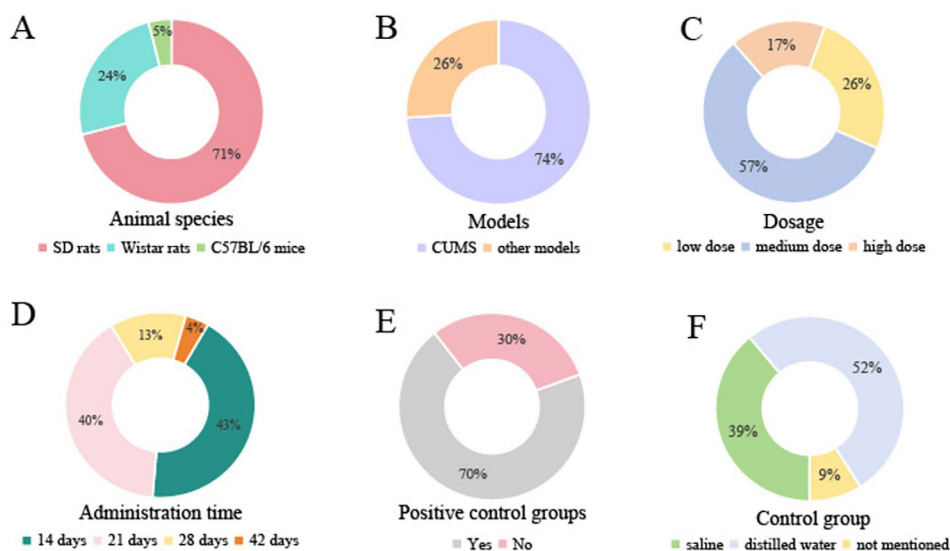 A
5%
24%
71%
Animal species
SD rats Wistar rats C57BL/6 mice
B
26%
74%
Models
CUMS other models
C
17%
26%
57%
Dosage
low dose medium dose high dose
D
13%
4%
40%
43%
Administration time
14 days 21 days 28 days 42 days
E
30%
70%
Positive control groups
Yes No
F
52%
39%
9%
Control group
saline distilled water not mentioned